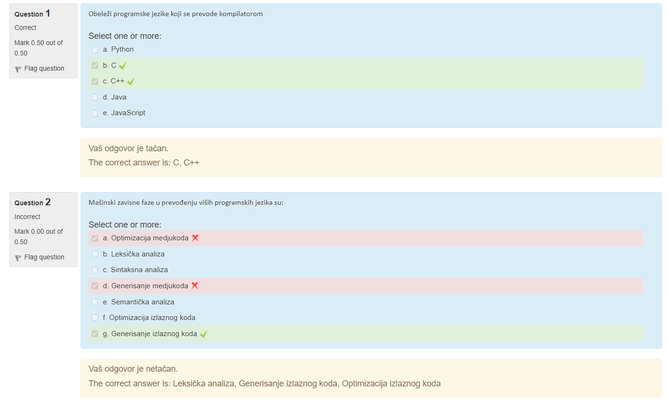 Question 1
Correct
Mark 0.50 out of
0.50
Flag question
Obeleži programske jezike koji se prevode kompilatorom
Select one or more:
a. Python
b. C
c. C++
d. Java
e. JavaScript
Vaš odgovor je tačan.
The correct answer is: C, C++
Question 2
Incorrect
Mark 0.00 out of
0.50
Flag question
Mašinski zavisne faze u prevođenju viših programskih jezika su:
Select one or more:
a. Optimizacija medjukoda
b. Leksička analiza
c. Sintaksna analiza
d. Generisanje medjukoda
e. Semantička analiza
f. Optimizacija izlaznog koda
g. Generisanje izlaznog koda
Vaš odgovor je netačan.
The correct answer is: Leksička analiza, Generisanje izlaznog koda, Optimizacija izlaznog koda